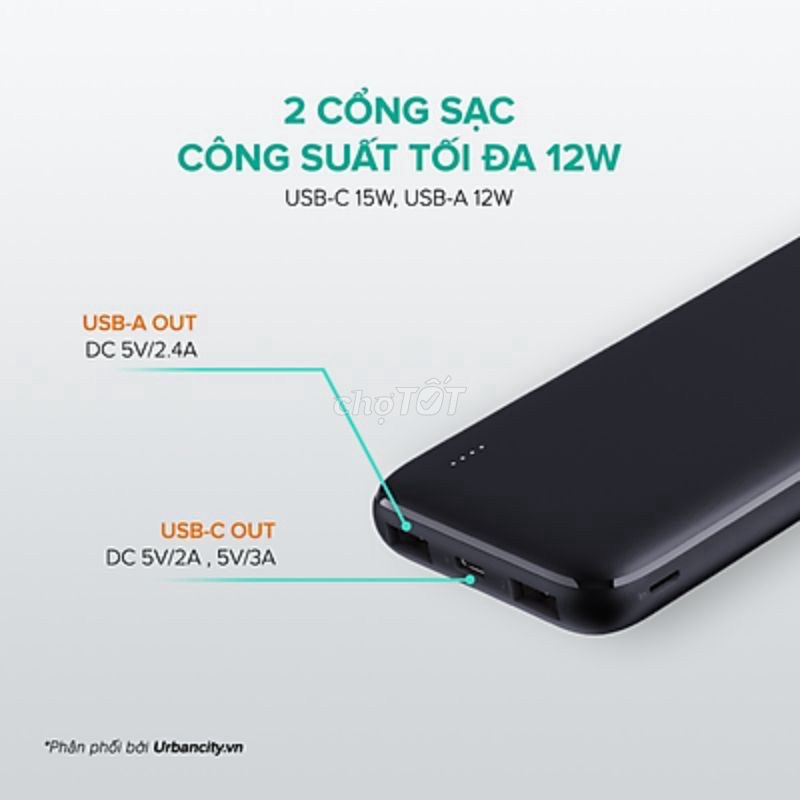 2 CỔNG SẠC
CÔNG SUẤT TỐI ĐA 12W
USB-C 15W, USB-A 12W
USB-A OUT
DC 5V/2.4A
chợTỐT
USB-C OUT
DC 5V/2A , 5V/3A
*Phân phối bởi Urbancity.vn